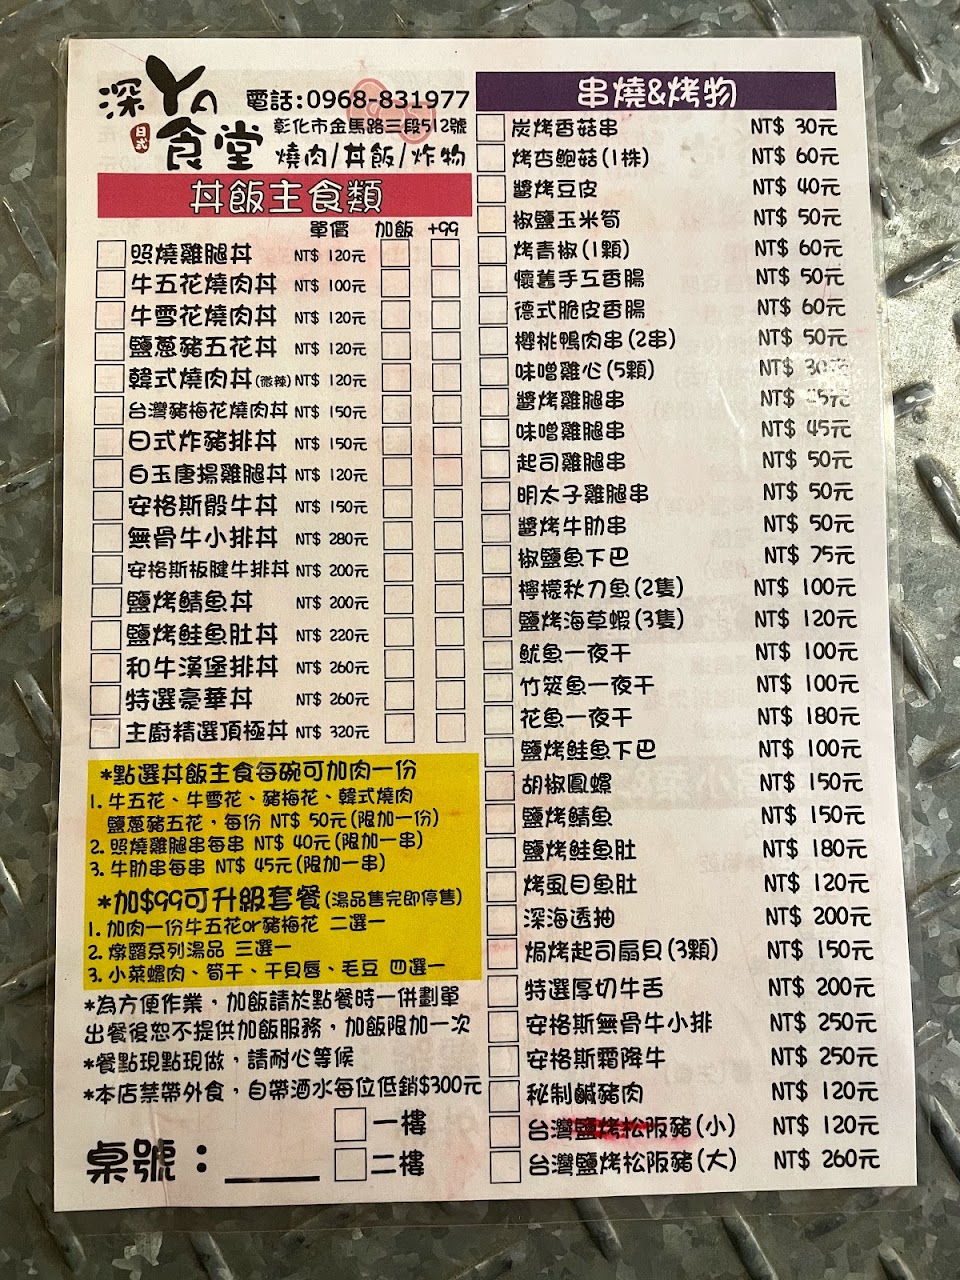 深Ya
日式
食堂
電話:0968-831977
彰化市金馬路三段512號
燒肉/丼飯/炸物
丼飯主食類
單價 加飯 +99
照燒雞腿丼 NT$ 120元
牛五花燒肉丼 NT$ 100元
牛雪花燒肉丼 NT$ 120元
鹽蔥豬五花丼 NT$ 120元
韓式燒肉丼(微辣) NT$ 120元
台灣豬梅花燒肉丼 NT$ 150元
日式炸豬排丼 NT$ 150元
白玉唐揚雞腿丼 NT$ 120元
安格斯骰牛丼 NT$ 150元
無骨牛小排丼 NT$ 280元
安格斯板腱牛排丼 NT$ 200元
鹽烤鯖魚丼 NT$ 200元
鹽烤鮭魚肚丼 NT$ 220元
和牛漢堡排丼 NT$ 260元
特選豪華丼 NT$ 260元
主廚精選頂極丼 NT$ 320元
*點選丼飯主食每碗可加肉一份
1. 牛五花、牛雪花、豬梅花、韓式燒肉
鹽蔥豬五花，每份 NT$ 50元(限加一份)
2. 照燒雞腿串每串 NT$ 40元(限加一串)
3. 牛肋串每串 NT$ 45元(限加一串)
*加$99可升級套餐(湯品售完即停售)
1. 加肉一份牛五花or豬梅花 二選一
2. 燉露系列湯品 三選一
3. 小菜螺肉、筍干、干貝唇、毛豆 四選一
*為方便作業，加飯請於點餐時一併劃單
出餐後恕不提供加飯服務，加飯限加一次
*餐點現點現做，請耐心等候
*本店禁帶外食，自帶酒水每位低銷$300元
桌號：
一樓
二樓
串燒&烤物
炭烤香菇串 NT$ 30元
烤杏鮑菇(1株) NT$ 60元
醬烤豆皮 NT$ 40元
椒鹽玉米筍 NT$ 50元
烤青椒(1顆) NT$ 60元
懷舊手工香腸 NT$ 50元
德式脆皮香腸 NT$ 60元
櫻桃鴨肉串(2串) NT$ 50元
味噌雞心(5顆) NT$ 30元
醬烤雞腿串 NT$ 5元
味噌雞腿串 NT$ 45元
起司雞腿串 NT$ 50元
明太子雞腿串 NT$ 50元
醬烤牛肋串 NT$ 50元
椒鹽魚下巴 NT$ 75元
檸檬秋刀魚(2隻) NT$ 100元
鹽烤海草蝦(3隻) NT$ 120元
魷魚一夜干 NT$ 100元
竹筴魚一夜干 NT$ 100元
花魚一夜干 NT$ 180元
鹽烤鮭魚下巴 NT$ 100元
胡椒鳳螺 NT$ 150元
鹽烤鯖魚 NT$ 150元
鹽烤鮭魚肚 NT$ 180元
烤虱目魚肚 NT$ 120元
深海透抽 NT$ 200元
焗烤起司扇貝(3顆) NT$ 150元
特選厚切牛舌 NT$ 200元
安格斯無骨牛小排 NT$ 250元
安格斯霜降牛 NT$ 250元
秘制鹹豬肉 NT$ 120元
台灣鹽烤松阪豬(小) NT$ 120元
台灣鹽烤松阪豬(大) NT$ 260元